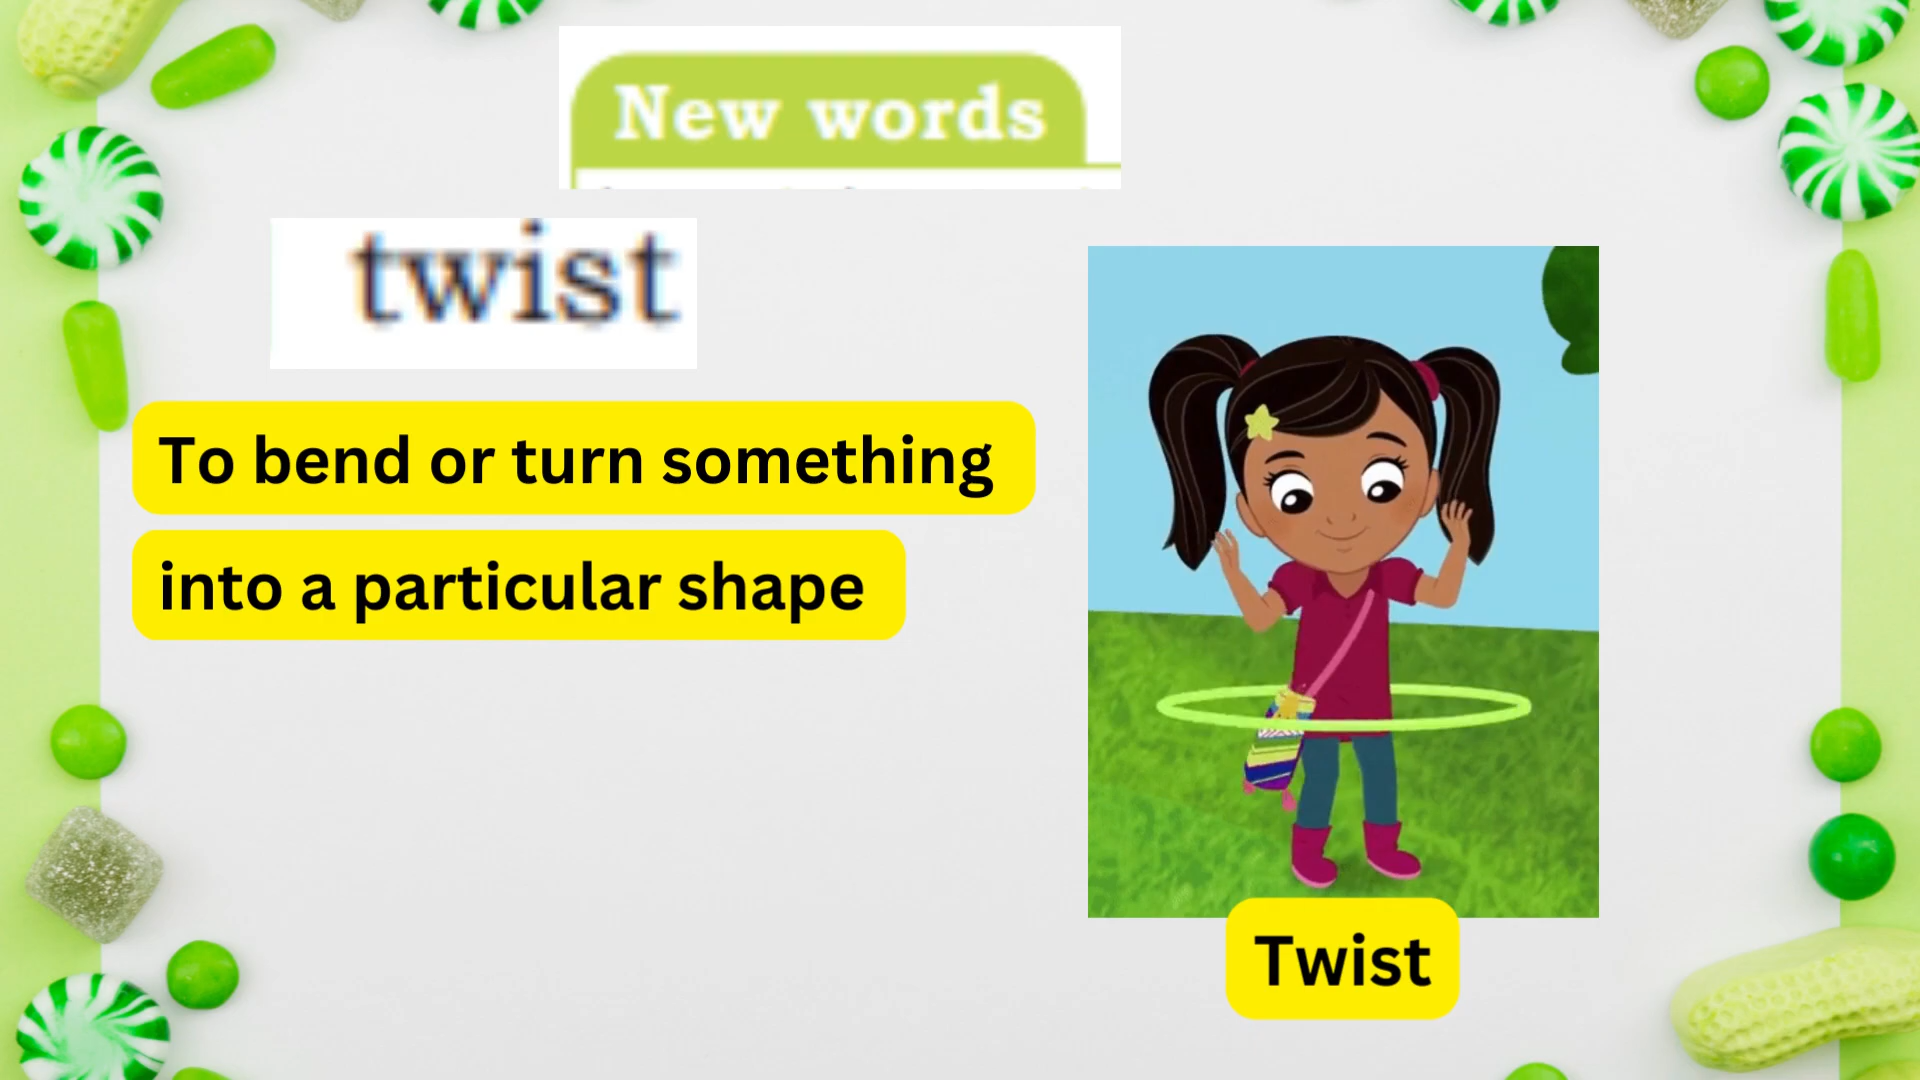 New words
twist
To bend or turn something
into a particular shape
Twist